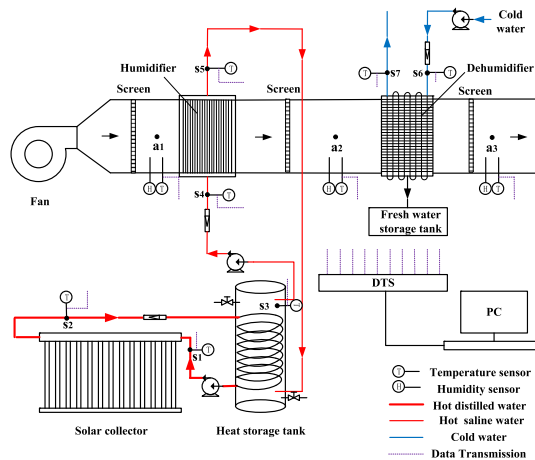 Cold
water
T
S5
T
S7
S6
T
Humidifier
Dehumidifier
Screen
Screen
Screen
a1
a2
a3
H
T
H
T
H
T
S4
T
Fan
Fresh water
storage tank
T
S2
S3
T
DTS
PC
S1
T
T
Temperature sensor
H
Humidity sensor
Hot distilled water
Hot saline water
Cold water
Data Transmission
Solar collector
Heat storage tank